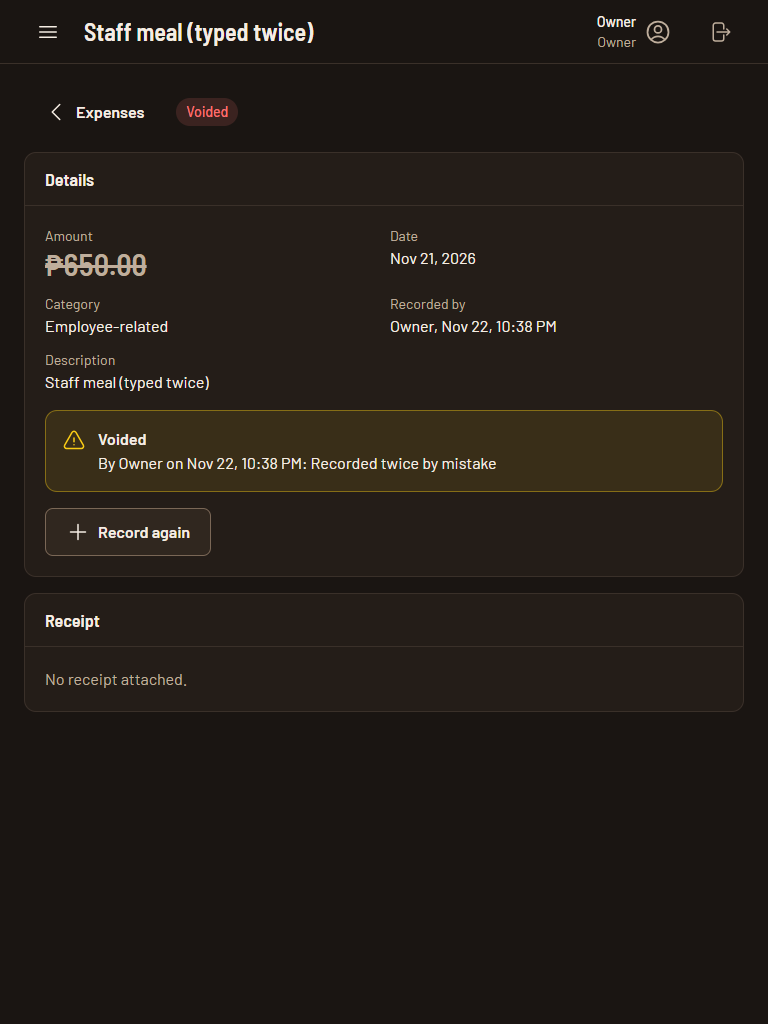 Staff meal (typed twice)
Owner
Owner
Expenses
Voided
Details
Amount
₱650.00
Date
Nov 21, 2026
Category
Employee-related
Recorded by
Owner, Nov 22, 10:38 PM
Description
Staff meal (typed twice)
Voided
By Owner on Nov 22, 10:38 PM: Recorded twice by mistake
Record again
Receipt
No receipt attached.